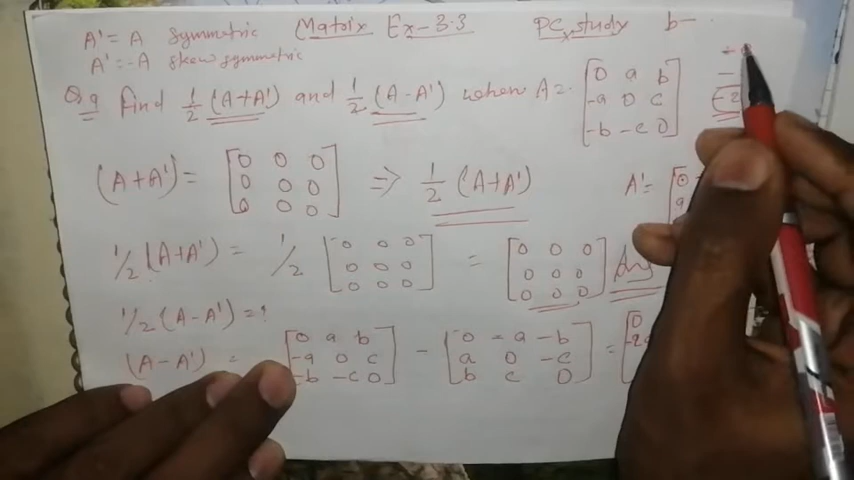 A' = A Symmetric Matrix Ex-3.3 PC study b-
A' = -A skew symmetric
Q.9 Find 1/2 (A+A') and 1/2 (A-A') when A = [0 a b
-a 0 c
-b -c 0]
(A+A') = [0 0 0
0 0 0
0 0 0] => 1/2 (A+A') A' = [0
a
1/2 (A+A') = 1/2 [0 0 0
0 0 0
0 0 0] = [0 0 0
0 0 0
0 0 0] Ans
1/2 (A-A') = ?
(A-A') = [0 a b
-a 0 c
-b -c 0] - [0 -a -b
a 0 -c
b c 0] = [0
-2a